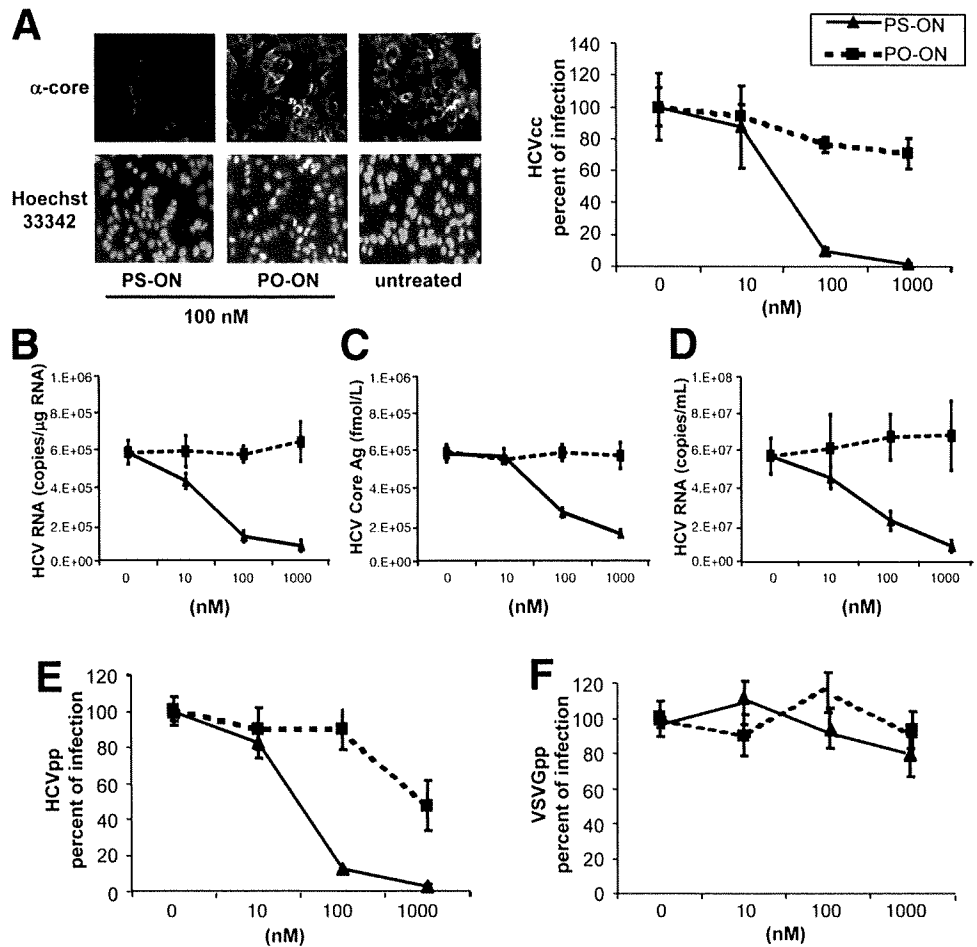 A
α-core
Hoechst
33342
PS-ON
PO-ON
untreated
100 nM
PS-ON
PO-ON
HCVcc
percent of infection
140
120
100
80
60
40
20
0
0 10 100 1000
(nM)
B
HCV RNA (copies/µg RNA)
1.E+06
8.E+05
6.E+05
4.E+05
2.E+05
0.E+00
0 10 100 1000
(nM)
C
HCV Core Ag (fmol/L)
1.E+06
8.E+05
6.E+05
4.E+05
2.E+05
0.E+00
0 10 100 1000
(nM)
D
HCV RNA (copies/mL)
1.E+08
8.E+07
6.E+07
4.E+07
2.E+07
0.E+00
0 10 100 1000
(nM)
E
HCVpp
percent of infection
120
100
80
60
40
20
0
0 10 100 1000
(nM)
F
VSVGpp
percent of infection
120
100
80
60
40
20
0
0 10 100 1000
(nM)